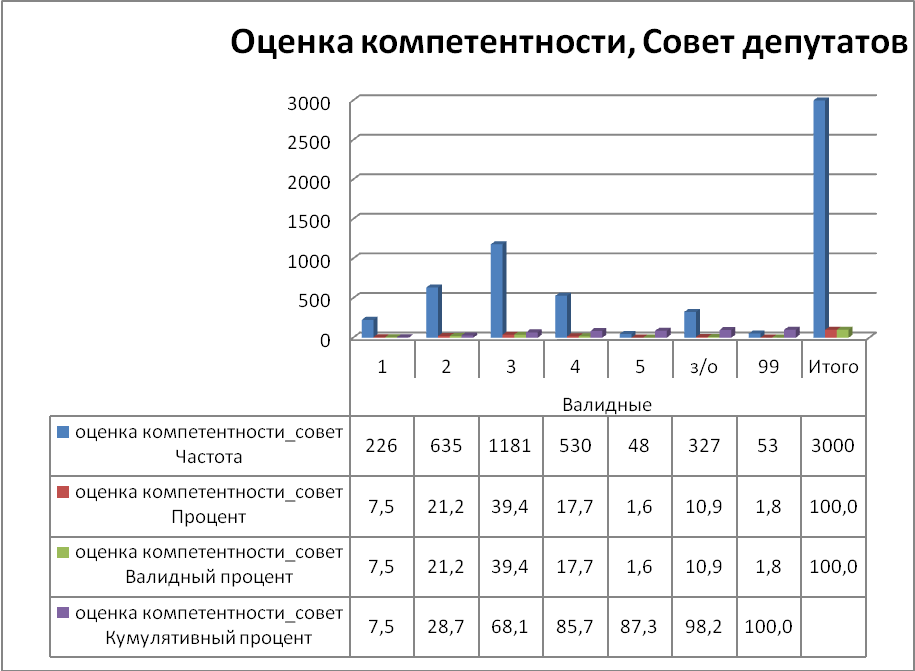 Оценка компетентности, Совет депутатов
3000
2500
2000
1500
1000
500
0
1 2 3 4 5 з/о 99 Итого
Валидные
оценка компетентности_совет
Частота
226 635 1181 530 48 327 53 3000
оценка компетентности_совет
Процент
7,5 21,2 39,4 17,7 1,6 10,9 1,8 100,0
оценка компетентности_совет
Валидный процент
7,5 21,2 39,4 17,7 1,6 10,9 1,8 100,0
оценка компетентности_совет
Кумулятивный процент
7,5 28,7 68,1 85,7 87,3 98,2 100,0